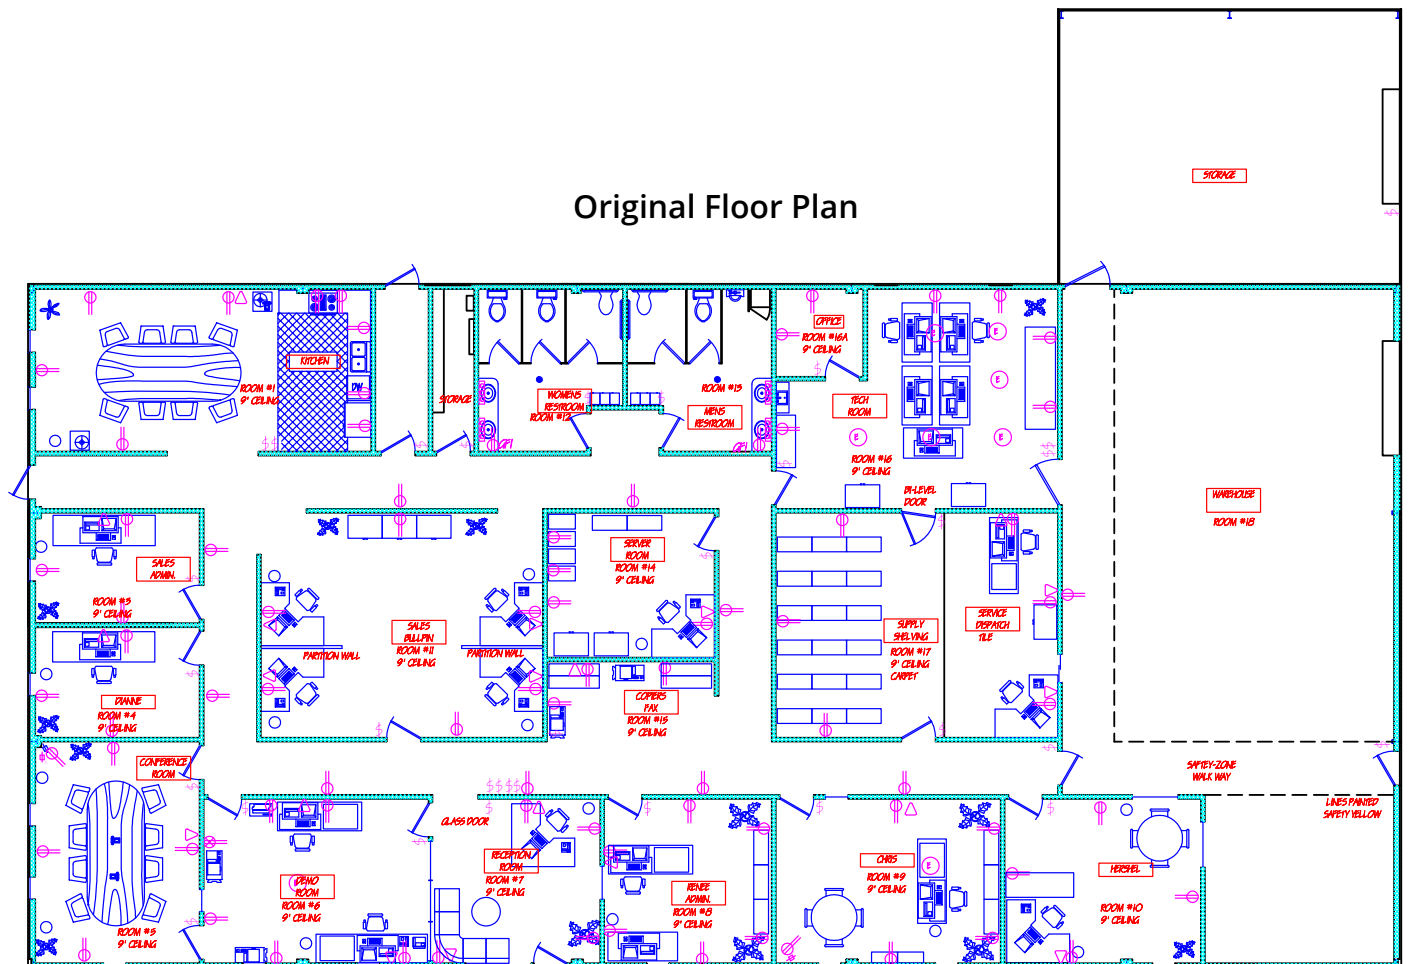 Original Floor Plan
STORAGE
KITCHEN
ROOM #1
9' CEILING
DW
STORAGE
WOMENS
RESTROOM
ROOM #12
GFI
ROOM #13
MENS
RESTROOM
GFI
OFFICE
ROOM #16A
9' CEILING
TECH
ROOM
ROOM #16
9' CEILING
BI-LEVEL
DOOR
E
E
E
E
E
E
WAREHOUSE
ROOM #18
SALES
ADMIN.
ROOM #3
9' CEILING
DIANNE
ROOM #4
9' CEILING
SALES
BULLPIN
ROOM #11
9' CEILING
PARTITION WALL
PARTITION WALL
SERVER
ROOM
ROOM #14
9' CEILING
COPIERS
FAX
ROOM #15
9' CEILING
SUPPLY
SHELVING
ROOM #17
9' CEILING
CARPET
SERVICE
DISPATCH
TILE
CONFERENCE
ROOM
ROOM #5
9' CEILING
SAFTEY-ZONE
WALK WAY
LINES PAINTED
SAFETY YELLOW
GLASS DOOR
DEMO
ROOM
ROOM #6
9' CEILING
E
RECEPTION
ROOM
ROOM #7
9' CEILING
RENEE
ADMIN.
ROOM #8
9' CEILING
CHRIS
ROOM #9
9' CEILING
E
HERSHEL
ROOM #10
9' CEILING